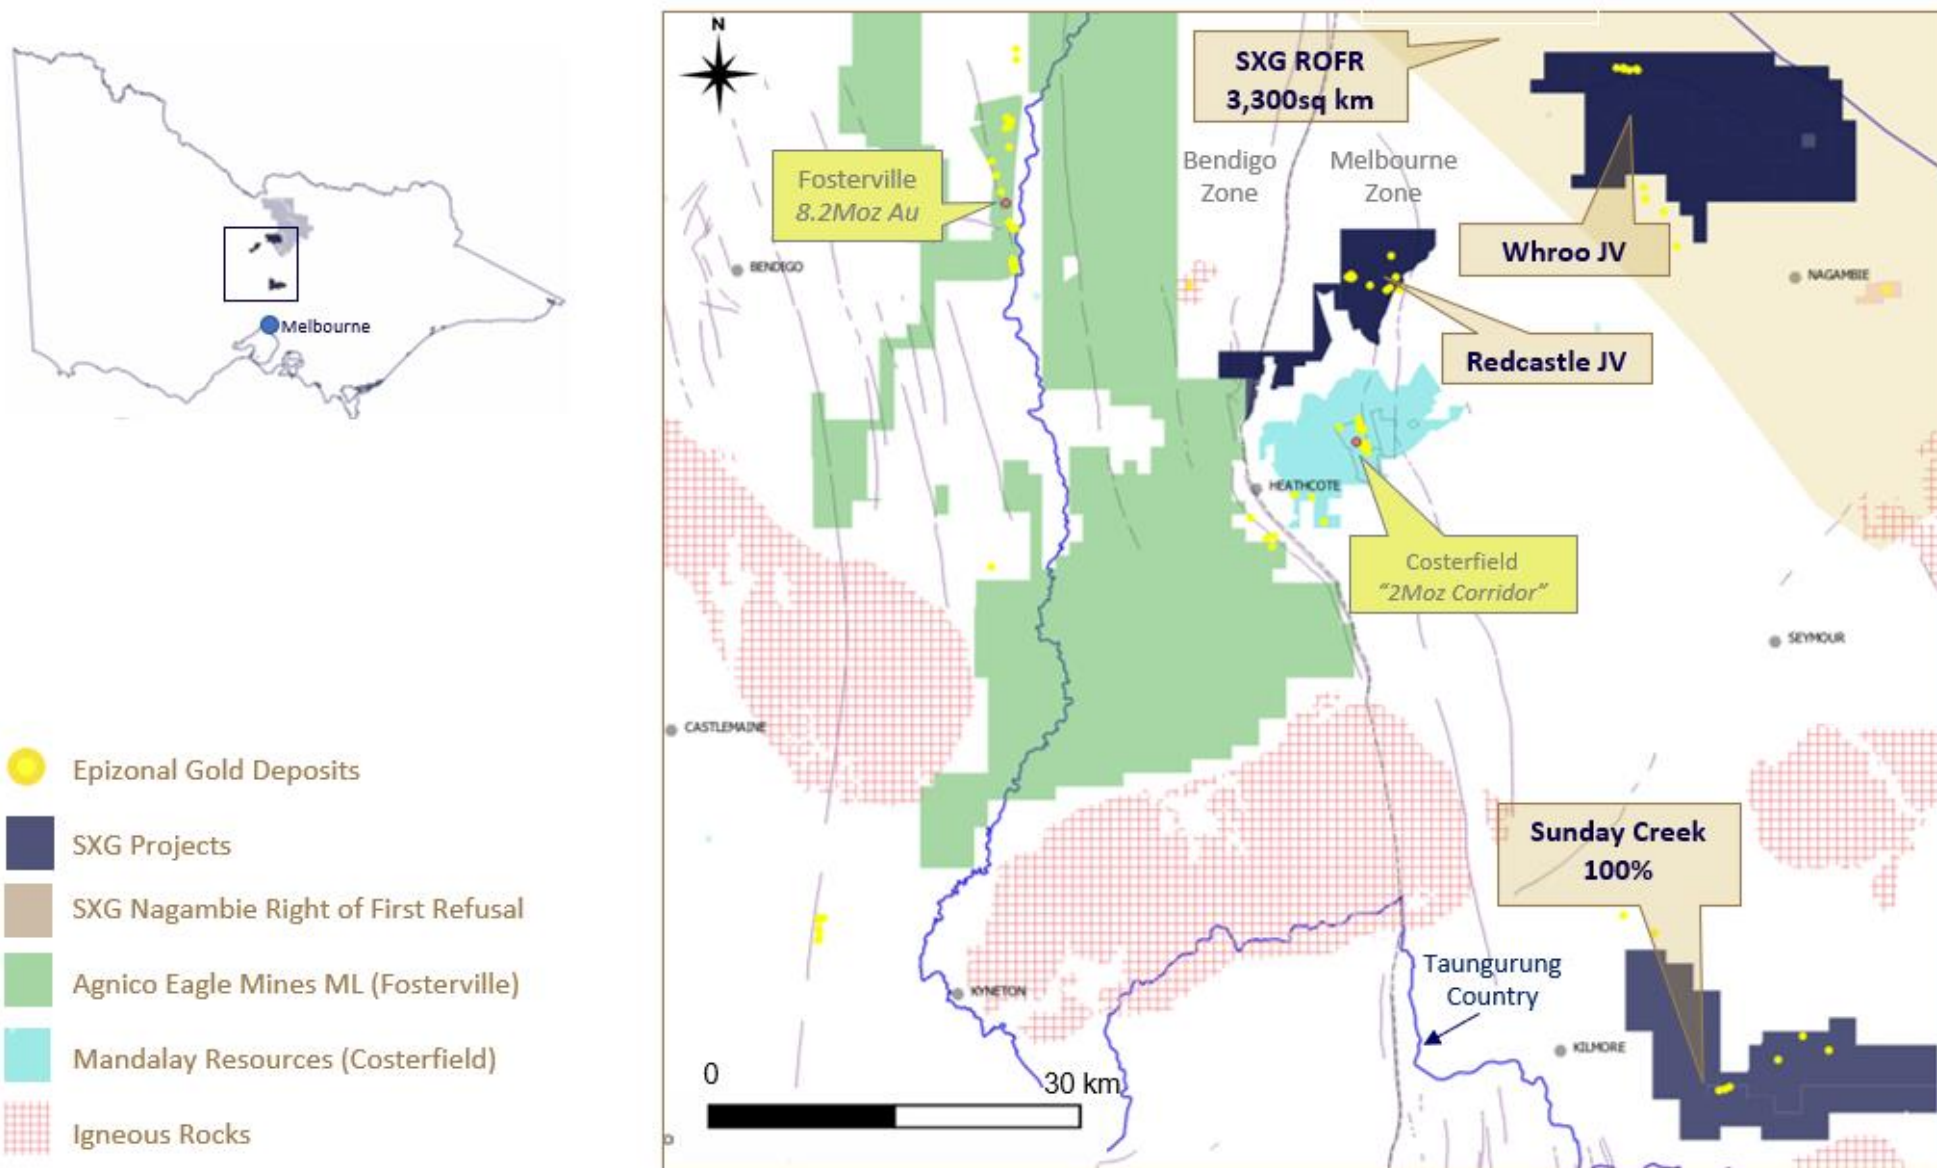 Melbourne
Epizonal Gold Deposits
SXG Projects
SXG Nagambie Right of First Refusal
Agnico Eagle Mines ML (Fosterville)
Mandalay Resources (Costerfield)
Igneous Rocks
N
SXG ROFR
3,300sq km
Bendigo
Zone
Melbourne
Zone
Fosterville
8.2Moz Au
Whroo JV
BENDIGO
NAGAMBIE
Redcastle JV
HEATHCOTE
Costerfield
“2Moz Corridor”
SEYMOUR
CASTLEMAINE
Sunday Creek
100%
Taungurung
Country
KYNETON
KILMORE
0
30 km